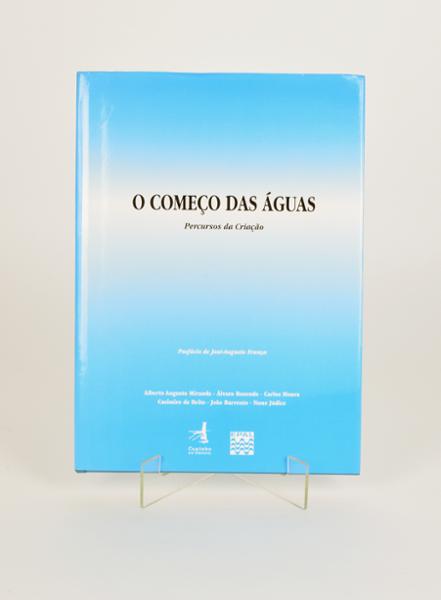 O COMEÇO DAS ÁGUAS
Percursos da Criação
Prefácio de José-Augusto França
Alberto Augusto Miranda - Álvaro Rosendo - Carlos Moura
Casimiro de Brito - João Barrento - Nuno Júdice
EPAL